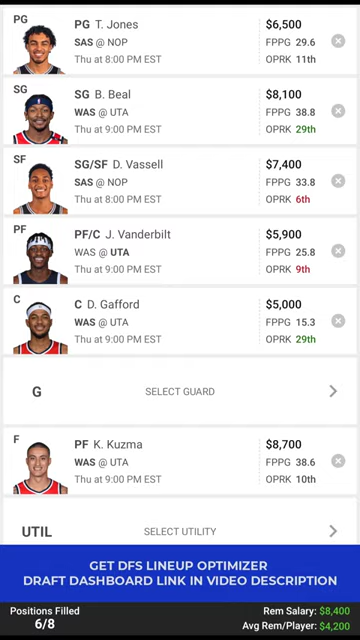 PG
PG T. Jones $6,500
SAS @ NOP FPPG 29.6
Thu at 8:00 PM EST OPRK 11th
SG
SG B. Beal $8,100
WAS @ UTA FPPG 38.8
Thu at 9:00 PM EST OPRK 29th
SF
SG/SF D. Vassell $7,400
SAS @ NOP FPPG 33.8
Thu at 8:00 PM EST OPRK 6th
PF
PF/C J. Vanderbilt $5,900
WAS @ UTA FPPG 25.8
Thu at 9:00 PM EST OPRK 9th
C
C D. Gafford $5,000
WAS @ UTA FPPG 15.3
Thu at 9:00 PM EST OPRK 29th
G SELECT GUARD
F
PF K. Kuzma $8,700
WAS @ UTA FPPG 38.6
Thu at 9:00 PM EST OPRK 10th
UTIL SELECT UTILITY
GET DFS LINEUP OPTIMIZER
DRAFT DASHBOARD LINK IN VIDEO DESCRIPTION
Positions Filled Rem Salary: $8,400
6/8 Avg Rem/Player: $4,200